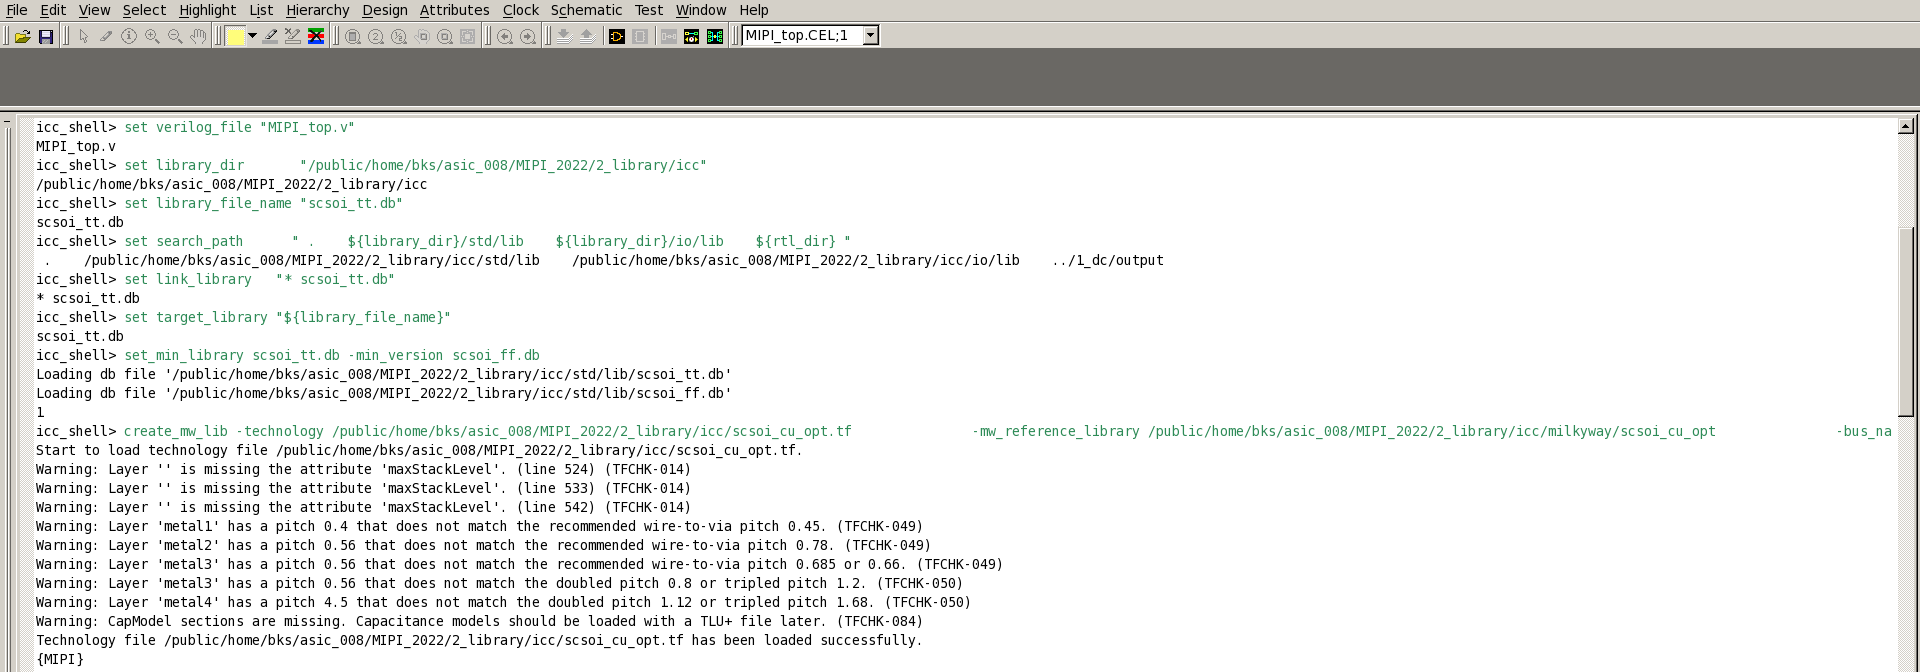 File Edit View Select Highlight List Hierarchy Design Attributes Clock Schematic Test Window Help
MIPI_top.CEL;1
icc_shell> set verilog_file "MIPI_top.v"
MIPI_top.v
icc_shell> set library_dir      "/public/home/bks/asic_008/MIPI_2022/2_library/icc"
/public/home/bks/asic_008/MIPI_2022/2_library/icc
icc_shell> set library_file_name "scsoi_tt.db"
scsoi_tt.db
icc_shell> set search_path      " .    ${library_dir}/std/lib    ${library_dir}/io/lib    ${rtl_dir} "
 .    /public/home/bks/asic_008/MIPI_2022/2_library/icc/std/lib    /public/home/bks/asic_008/MIPI_2022/2_library/icc/io/lib    ../1_dc/output
icc_shell> set link_library   "* scsoi_tt.db"
* scsoi_tt.db
icc_shell> set target_library "${library_file_name}"
scsoi_tt.db
icc_shell> set_min_library scsoi_tt.db -min_version scsoi_ff.db
Loading db file '/public/home/bks/asic_008/MIPI_2022/2_library/icc/std/lib/scsoi_tt.db'
Loading db file '/public/home/bks/asic_008/MIPI_2022/2_library/icc/std/lib/scsoi_ff.db'
1
icc_shell> create_mw_lib -technology /public/home/bks/asic_008/MIPI_2022/2_library/icc/scsoi_cu_opt.tf               -mw_reference_library /public/home/bks/asic_008/MIPI_2022/2_library/icc/milkyway/scsoi_cu_opt               -bus_na
Start to load technology file /public/home/bks/asic_008/MIPI_2022/2_library/icc/scsoi_cu_opt.tf.
Warning: Layer '' is missing the attribute 'maxStackLevel'. (line 524) (TFCHK-014)
Warning: Layer '' is missing the attribute 'maxStackLevel'. (line 533) (TFCHK-014)
Warning: Layer '' is missing the attribute 'maxStackLevel'. (line 542) (TFCHK-014)
Warning: Layer 'metal1' has a pitch 0.4 that does not match the recommended wire-to-via pitch 0.45. (TFCHK-049)
Warning: Layer 'metal2' has a pitch 0.56 that does not match the recommended wire-to-via pitch 0.78. (TFCHK-049)
Warning: Layer 'metal3' has a pitch 0.56 that does not match the recommended wire-to-via pitch 0.685 or 0.66. (TFCHK-049)
Warning: Layer 'metal3' has a pitch 0.56 that does not match the doubled pitch 0.8 or tripled pitch 1.2. (TFCHK-050)
Warning: Layer 'metal4' has a pitch 4.5 that does not match the doubled pitch 1.12 or tripled pitch 1.68. (TFCHK-050)
Warning: CapModel sections are missing. Capacitance models should be loaded with a TLU+ file later. (TFCHK-084)
Technology file /public/home/bks/asic_008/MIPI_2022/2_library/icc/scsoi_cu_opt.tf has been loaded successfully.
{MIPI}